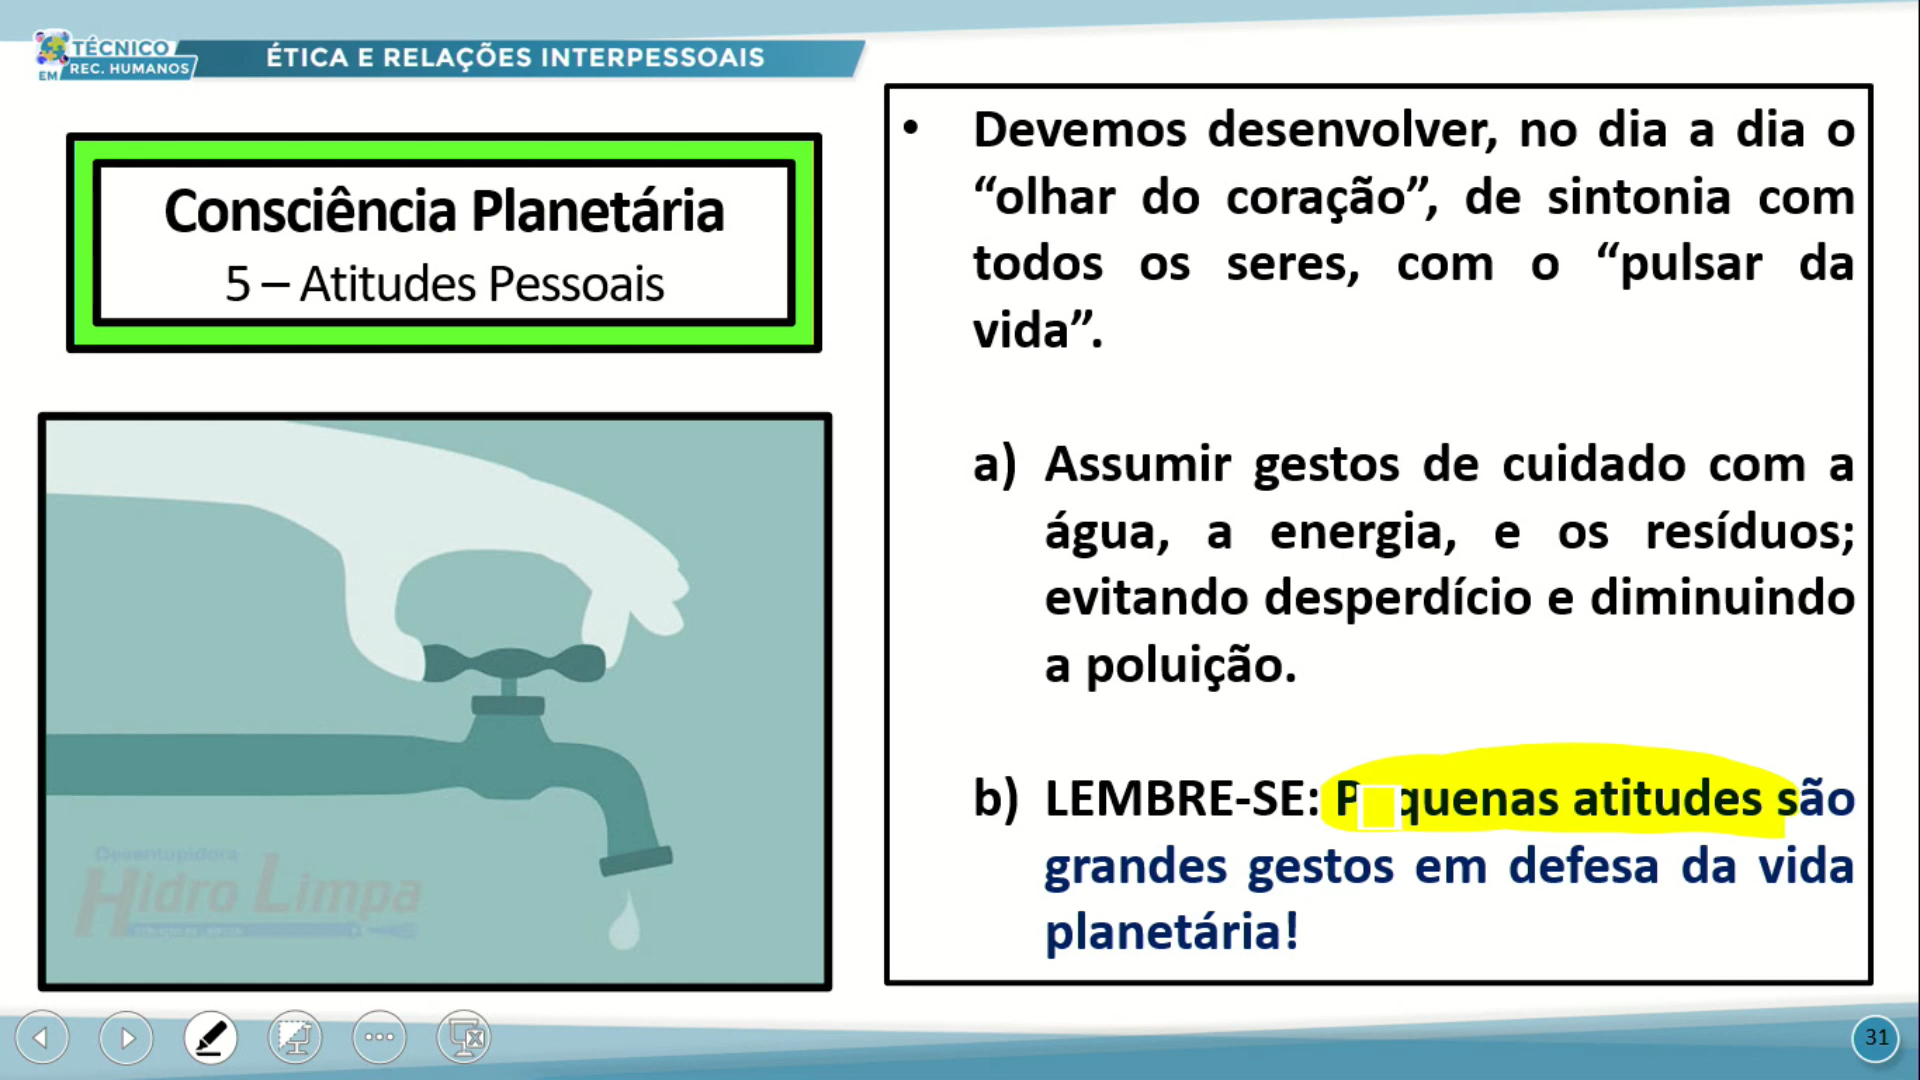 TÉCNICO
EM REC. HUMANOS
ÉTICA E RELAÇÕES INTERPESSOAIS
Consciência Planetária
5 – Atitudes Pessoais
• Devemos desenvolver, no dia a dia o
“olhar do coração”, de sintonia com
todos os seres, com o “pulsar da
vida”.
a) Assumir gestos de cuidado com a
água, a energia, e os resíduos;
evitando desperdício e diminuindo
a poluição.
b) LEMBRE-SE: Pequenas atitudes são
grandes gestos em defesa da vida
planetária!
Desentupidora
Hidro Limpa
31